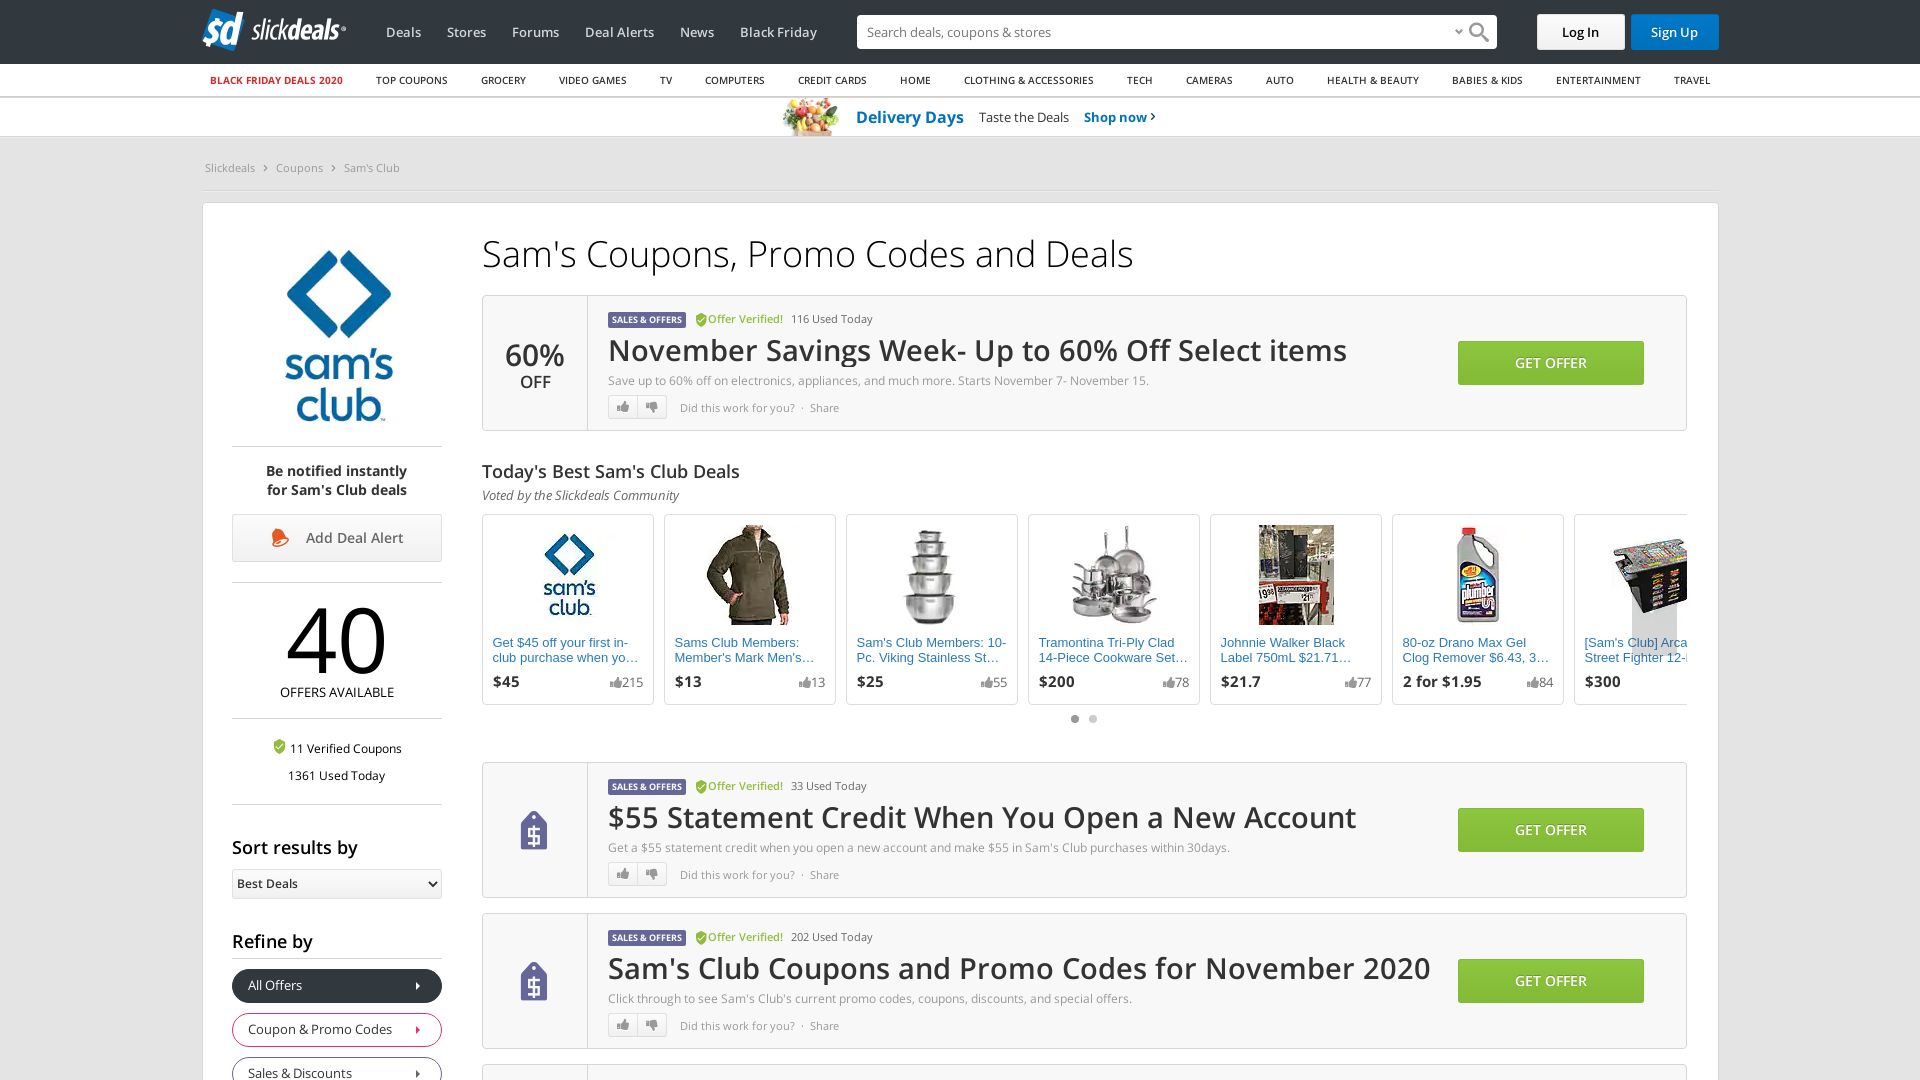 sd slickdeals
Deals Stores Forums Deal Alerts News Black Friday
Search deals, coupons & stores
Log In Sign Up
BLACK FRIDAY DEALS 2020 TOP COUPONS GROCERY VIDEO GAMES TV COMPUTERS CREDIT CARDS HOME CLOTHING & ACCESSORIES TECH CAMERAS AUTO HEALTH & BEAUTY BABIES & KIDS ENTERTAINMENT TRAVEL
Delivery Days Taste the Deals Shop now
Slickdeals Coupons Sam's Club
sam's
club
Be notified instantly
for Sam's Club deals
Add Deal Alert
40
OFFERS AVAILABLE
11 Verified Coupons
1361 Used Today
Sort results by
Best Deals
Refine by
All Offers
Coupon & Promo Codes
Sales & Discounts
Sam's Coupons, Promo Codes and Deals
60%
OFF
SALES & OFFERS Offer Verified! 116 Used Today
November Savings Week- Up to 60% Off Select items
Save up to 60% off on electronics, appliances, and much more. Starts November 7- November 15.
Did this work for you? · Share
GET OFFER
Today's Best Sam's Club Deals
Voted by the Slickdeals Community
sam's
club
Get $45 off your first in-
club purchase when yo…
$45 215
Sams Club Members:
Member's Mark Men's…
$13 13
Sam's Club Members: 10-
Pc. Viking Stainless St…
$25 55
Tramontina Tri-Ply Clad
14-Piece Cookware Set…
$200 78
Johnnie Walker Black
Label 750mL $21.71…
$21.7 77
plumber
80-oz Drano Max Gel
Clog Remover $6.43, 3…
2 for $1.95 84
[Sam's Club] Arca
Street Fighter 12-i
$300
SALES & OFFERS Offer Verified! 33 Used Today
$55 Statement Credit When You Open a New Account
Get a $55 statement credit when you open a new account and make $55 in Sam's Club purchases within 30days.
Did this work for you? · Share
GET OFFER
SALES & OFFERS Offer Verified! 202 Used Today
Sam's Club Coupons and Promo Codes for November 2020
Click through to see Sam's Club's current promo codes, coupons, discounts, and special offers.
Did this work for you? · Share
GET OFFER